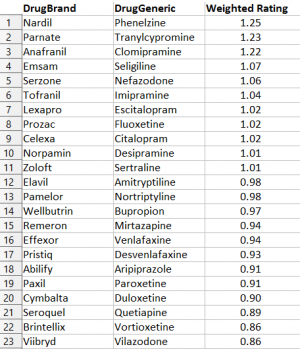 DrugBrand DrugGeneric Weighted Rating
1 Nardil Phenelzine 1.25
2 Parnate Tranylcypromine 1.23
3 Anafranil Clomipramine 1.22
4 Emsam Seligiline 1.07
5 Serzone Nefazodone 1.06
6 Tofranil Imipramine 1.04
7 Lexapro Escitalopram 1.02
8 Prozac Fluoxetine 1.02
9 Celexa Citalopram 1.02
10 Norpamin Desipramine 1.01
11 Zoloft Sertraline 1.01
12 Elavil Amitryptiline 0.98
13 Pamelor Nortriptyline 0.98
14 Wellbutrin Bupropion 0.97
15 Remeron Mirtazapine 0.94
16 Effexor Venlafaxine 0.94
17 Pristiq Desvenlafaxine 0.93
18 Abilify Aripiprazole 0.91
19 Paxil Paroxetine 0.91
20 Cymbalta Duloxetine 0.90
21 Seroquel Quetiapine 0.89
22 Brintellix Vortioxetine 0.86
23 Viibryd Vilazodone 0.86